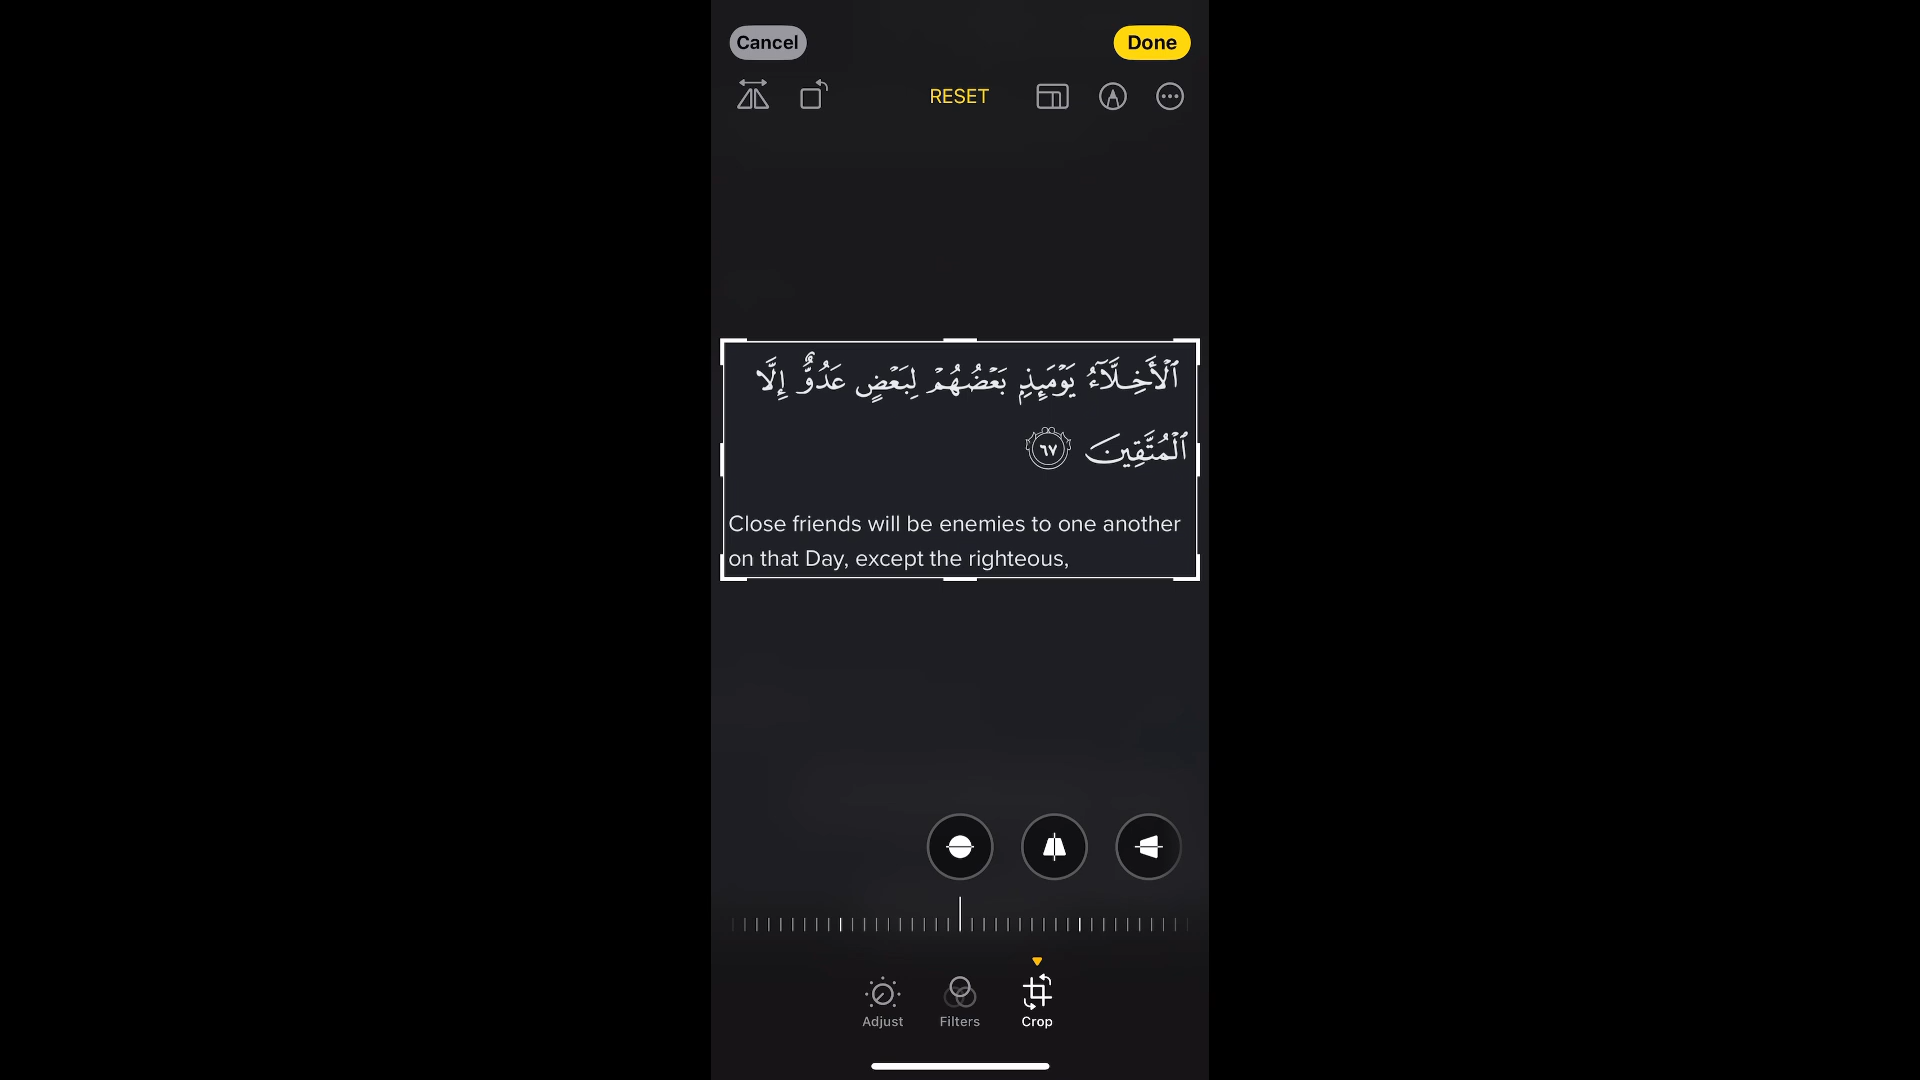 Cancel
Done
RESET
ٱلۡأَخِلَّآءُ يَوۡمَئِذِۭ بَعۡضُهُمۡ لِبَعۡضٍ عَدُوٌّ إِلَّا
ٱلۡمُتَّقِينَ ٦٧
Close friends will be enemies to one another
on that Day, except the righteous,
Adjust
Filters
Crop